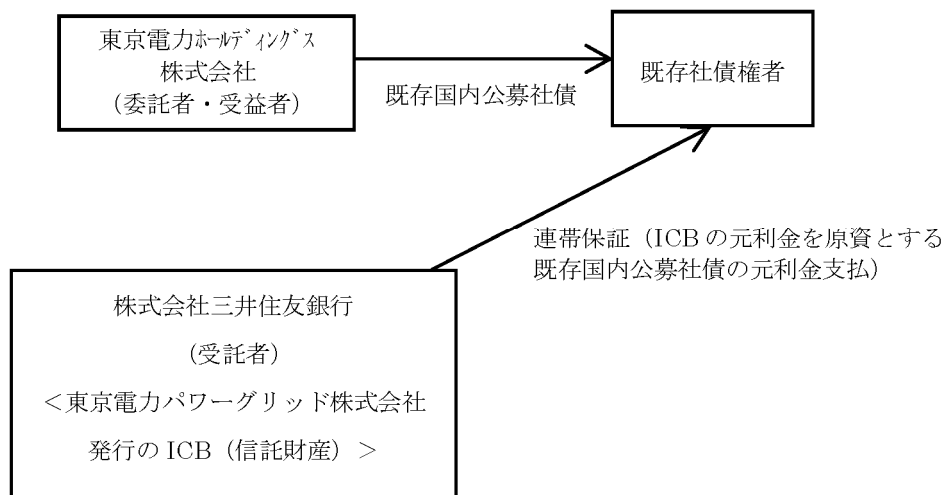 東京電力ﾎｰﾙﾃﾞｨﾝｸﾞｽ
株式会社
(委託者・受益者)
既存国内公募社債
既存社債権者
連帯保証(ICB の元利金を原資とする
既存国内公募社債の元利金支払)
株式会社三井住友銀行
(受託者)
＜東京電力パワーグリッド株式会社
発行の ICB(信託財産)＞